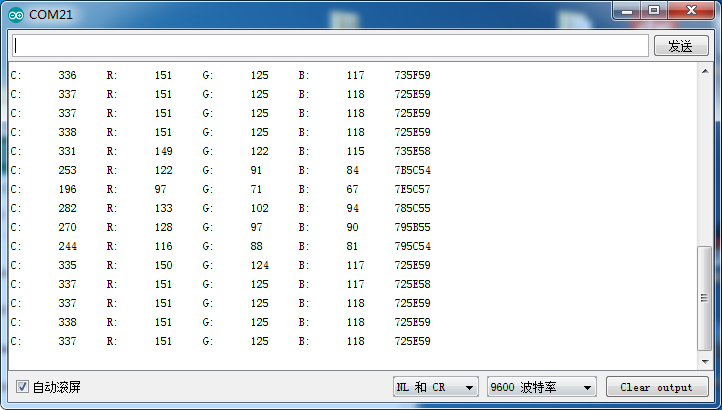 COM21
发送
C: 336 R: 151 G: 125 B: 117 735F59
C: 337 R: 151 G: 125 B: 118 725E59
C: 337 R: 151 G: 125 B: 118 725E59
C: 338 R: 151 G: 125 B: 118 725E59
C: 331 R: 149 G: 122 B: 115 735E58
C: 253 R: 122 G: 91 B: 84 7B5C54
C: 196 R: 97 G: 71 B: 67 7E5C57
C: 282 R: 133 G: 102 B: 94 785C55
C: 270 R: 128 G: 97 B: 90 795B55
C: 244 R: 116 G: 88 B: 81 795C54
C: 335 R: 150 G: 124 B: 117 725E59
C: 337 R: 151 G: 125 B: 117 725E58
C: 337 R: 151 G: 125 B: 118 725E59
C: 338 R: 151 G: 125 B: 118 725E59
C: 337 R: 151 G: 125 B: 118 725E59
自动滚屏 NL 和 CR 9600 波特率 Clear output